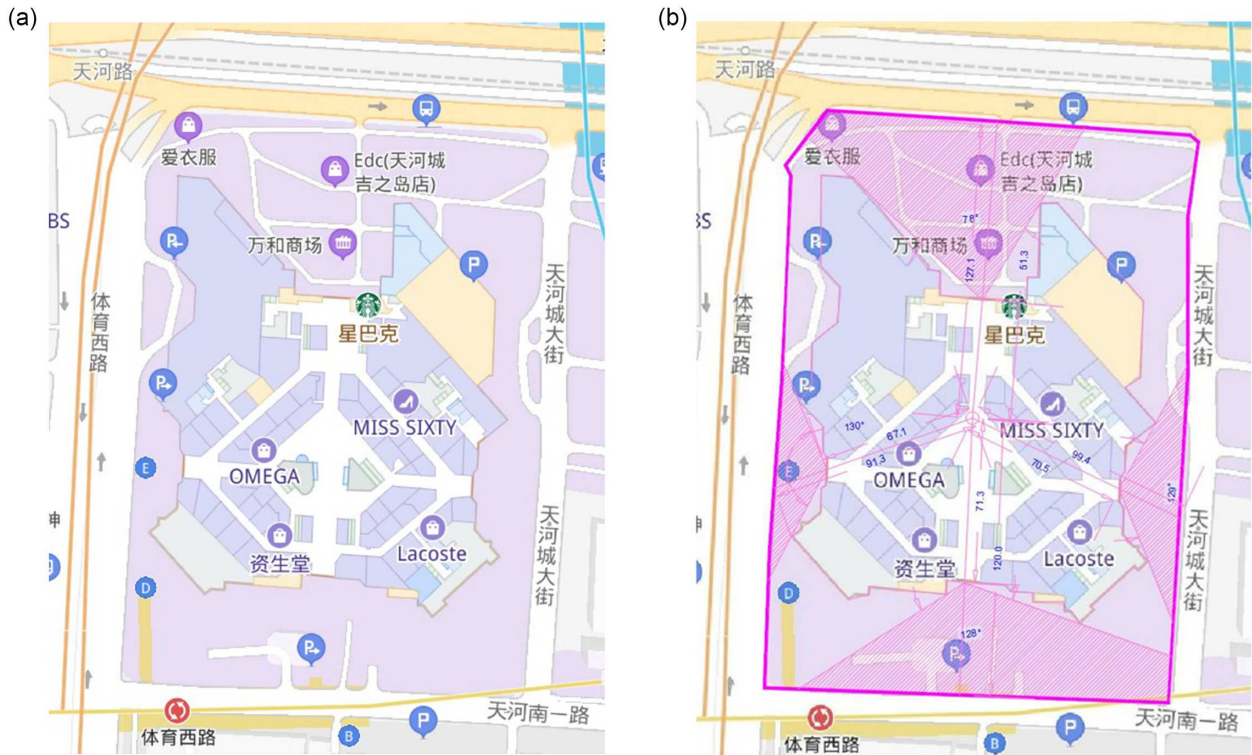 (a)
天河路
爱衣服
Edc(天河城
吉之岛店)
BS
万和商场
P
P
体育西路
天河城大街
星巴克
P
MISS SIXTY
E
OMEGA
资生堂
Lacoste
天河城大街
D
P
天河南一路
体育西路
B
P
(b)
天河路
爱衣服
Edc(天河城
吉之岛店)
BS
78°
万和商场
127.1
51.3
P
P
体育西路
天河城大街
星巴克
P
MISS SIXTY
130°
67.1
91.3
99.4
70.5
E
OMEGA
129°
71.3
资生堂
Lacoste
120.0
天河城大街
D
128°
P
天河南一路
体育西路
B
P